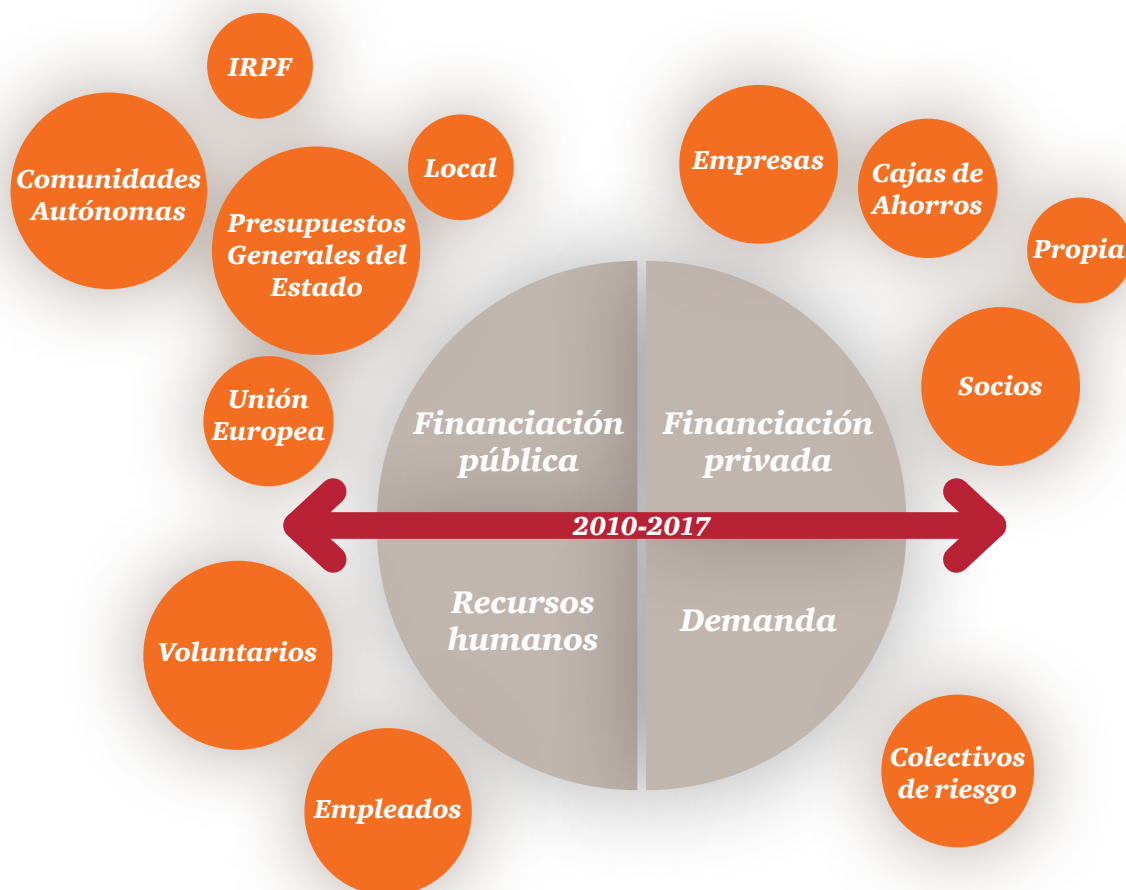 IRPF
Comunidades
Autónomas
Presupuestos
Generales del
Estado
Local
Unión
Europea
Empresas
Cajas de
Ahorros
Propia
Socios
Financiación
pública
Financiación
privada
2010-2017
Recursos
humanos
Demanda
Voluntarios
Empleados
Colectivos
de riesgo